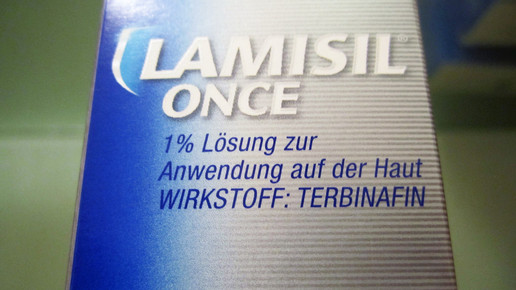 LAMISIL
ONCE
1% Lösung zur
Anwendung auf der Haut
WIRKSTOFF: TERBINAFIN